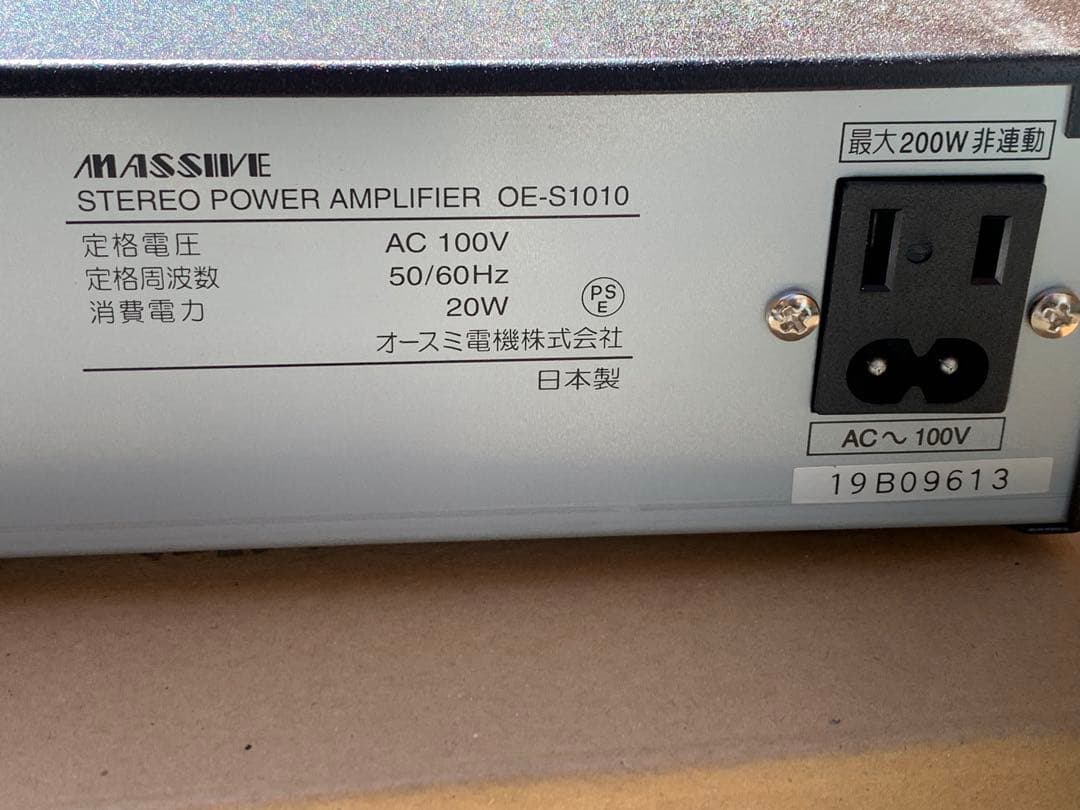 MASSIVE
STEREO POWER AMPLIFIER OE-S1010
定格電圧 AC 100V
定格周波数 50/60Hz
消費電力 20W
PS
E
オースミ電機株式会社
日本製
最大200W非連動
AC～100V
19B09613